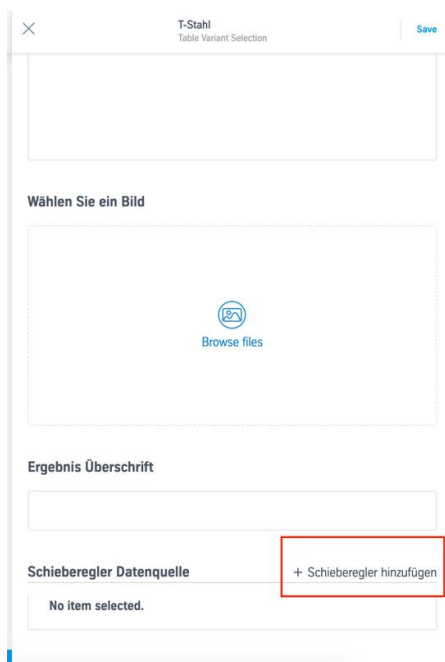 T-Stahl
Table Variant Selection
Save
Wählen Sie ein Bild
Browse files
Ergebnis Überschrift
Schieberegler Datenquelle
+ Schieberegler hinzufügen
No item selected.